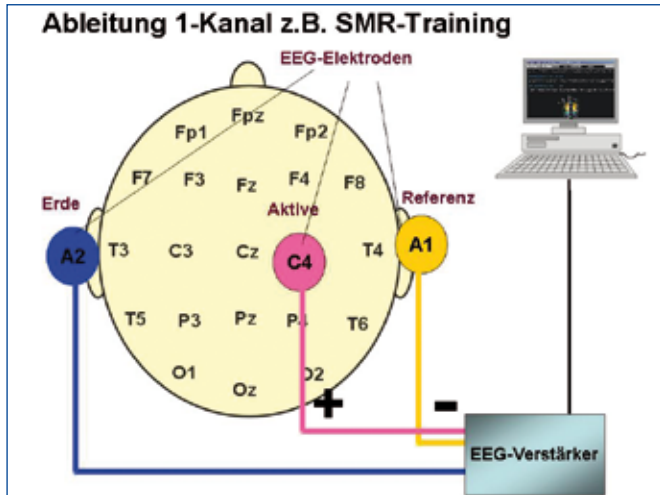 Ableitung 1-Kanal z.B. SMR-Training
EEG-Elektroden
Fpz
Fp1 Fp2
F7 F3 Fz F4 F8
Erde Aktive Referenz
A2 T3 C3 Cz C4 T4 A1
T5 P3 Pz P4 T6
O1 Oz O2
+ -
EEG-Verstärker